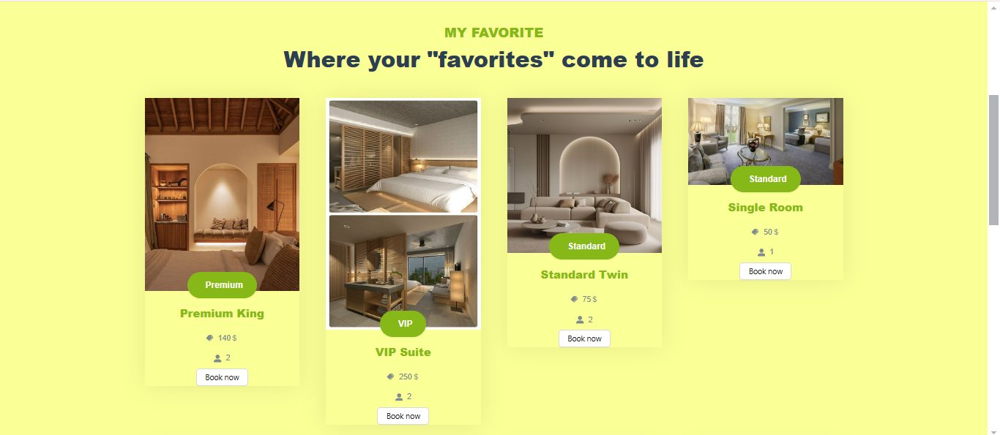 MY FAVORITE
Where your "favorites" come to life
Premium
Premium King
140 $
2
Book now
VIP
VIP Suite
250 $
2
Book now
Standard
Standard Twin
75 $
2
Book now
Standard
Single Room
50 $
1
Book now